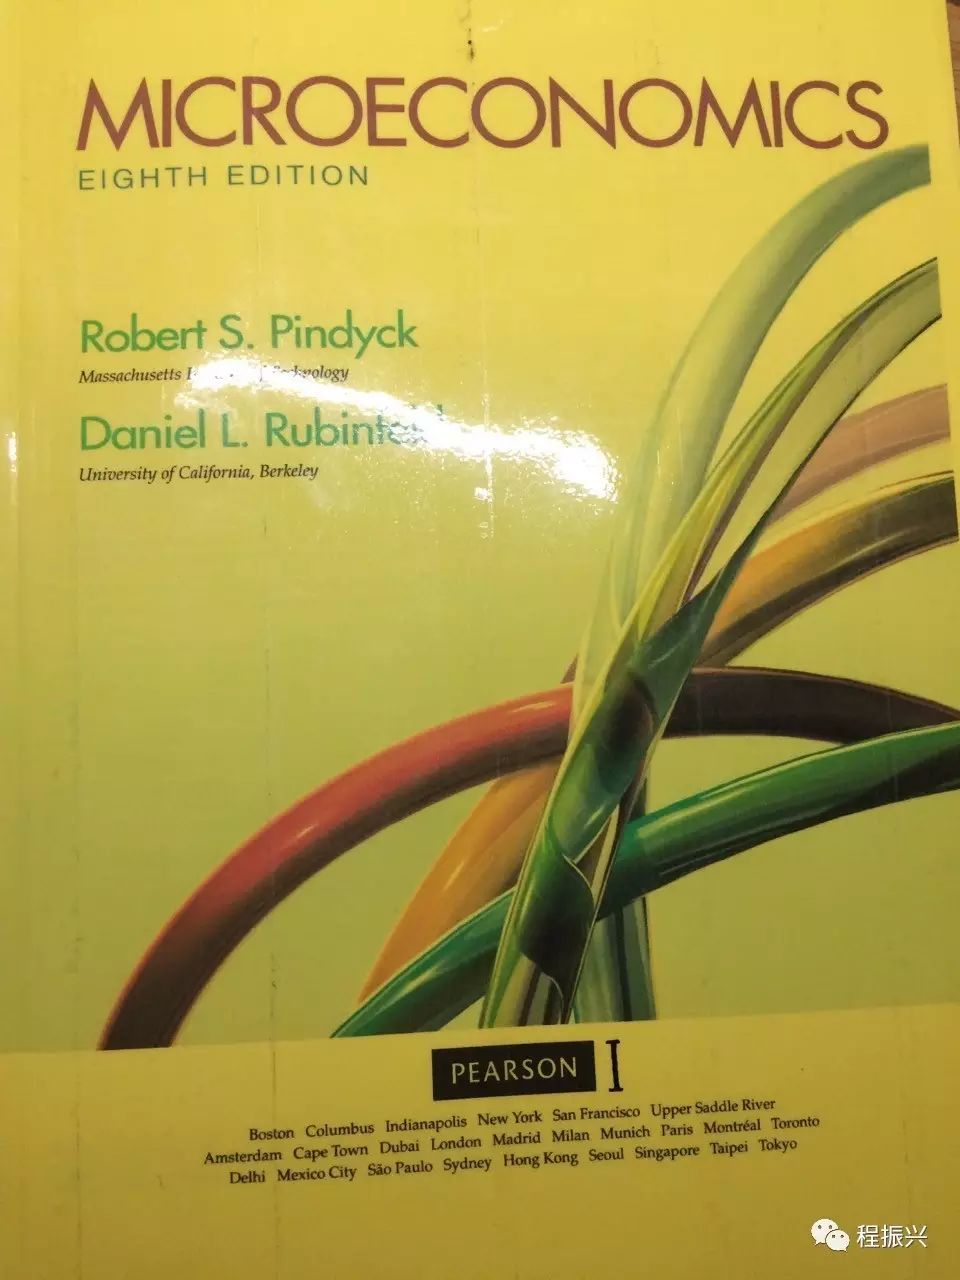 MICROECONOMICS
EIGHTH EDITION
Robert S. Pindyck
Massachusetts
Daniel L.
University of California, Berkeley
PEARSON
Boston Columbus Indianapolis New York San Francisco Upper Saddle River
Amsterdam Cape Town Dubai London Madrid Milan Munich Paris Montréal Toronto
Delhi Mexico City São Paulo Sydney Hong Kong Seoul Singapore Taipei Tokyo
程振兴